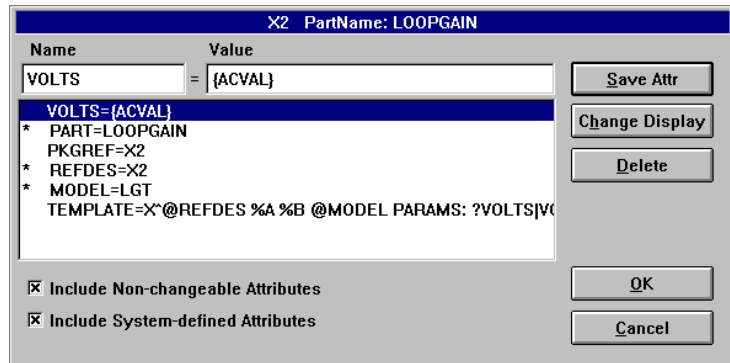 X2 PartName: LOOPGAIN
Name Value
VOLTS = {ACVAL} Save Attr
VOLTS={ACVAL}
* PART=LOOPGAIN Change Display
PKGREF=X2
* REFDES=X2 Delete
* MODEL=LGT
TEMPLATE=X^@REFDES %A %B @MODEL PARAMS: ?VOLTS|V
Include Non-changeable Attributes OK
Include System-defined Attributes Cancel